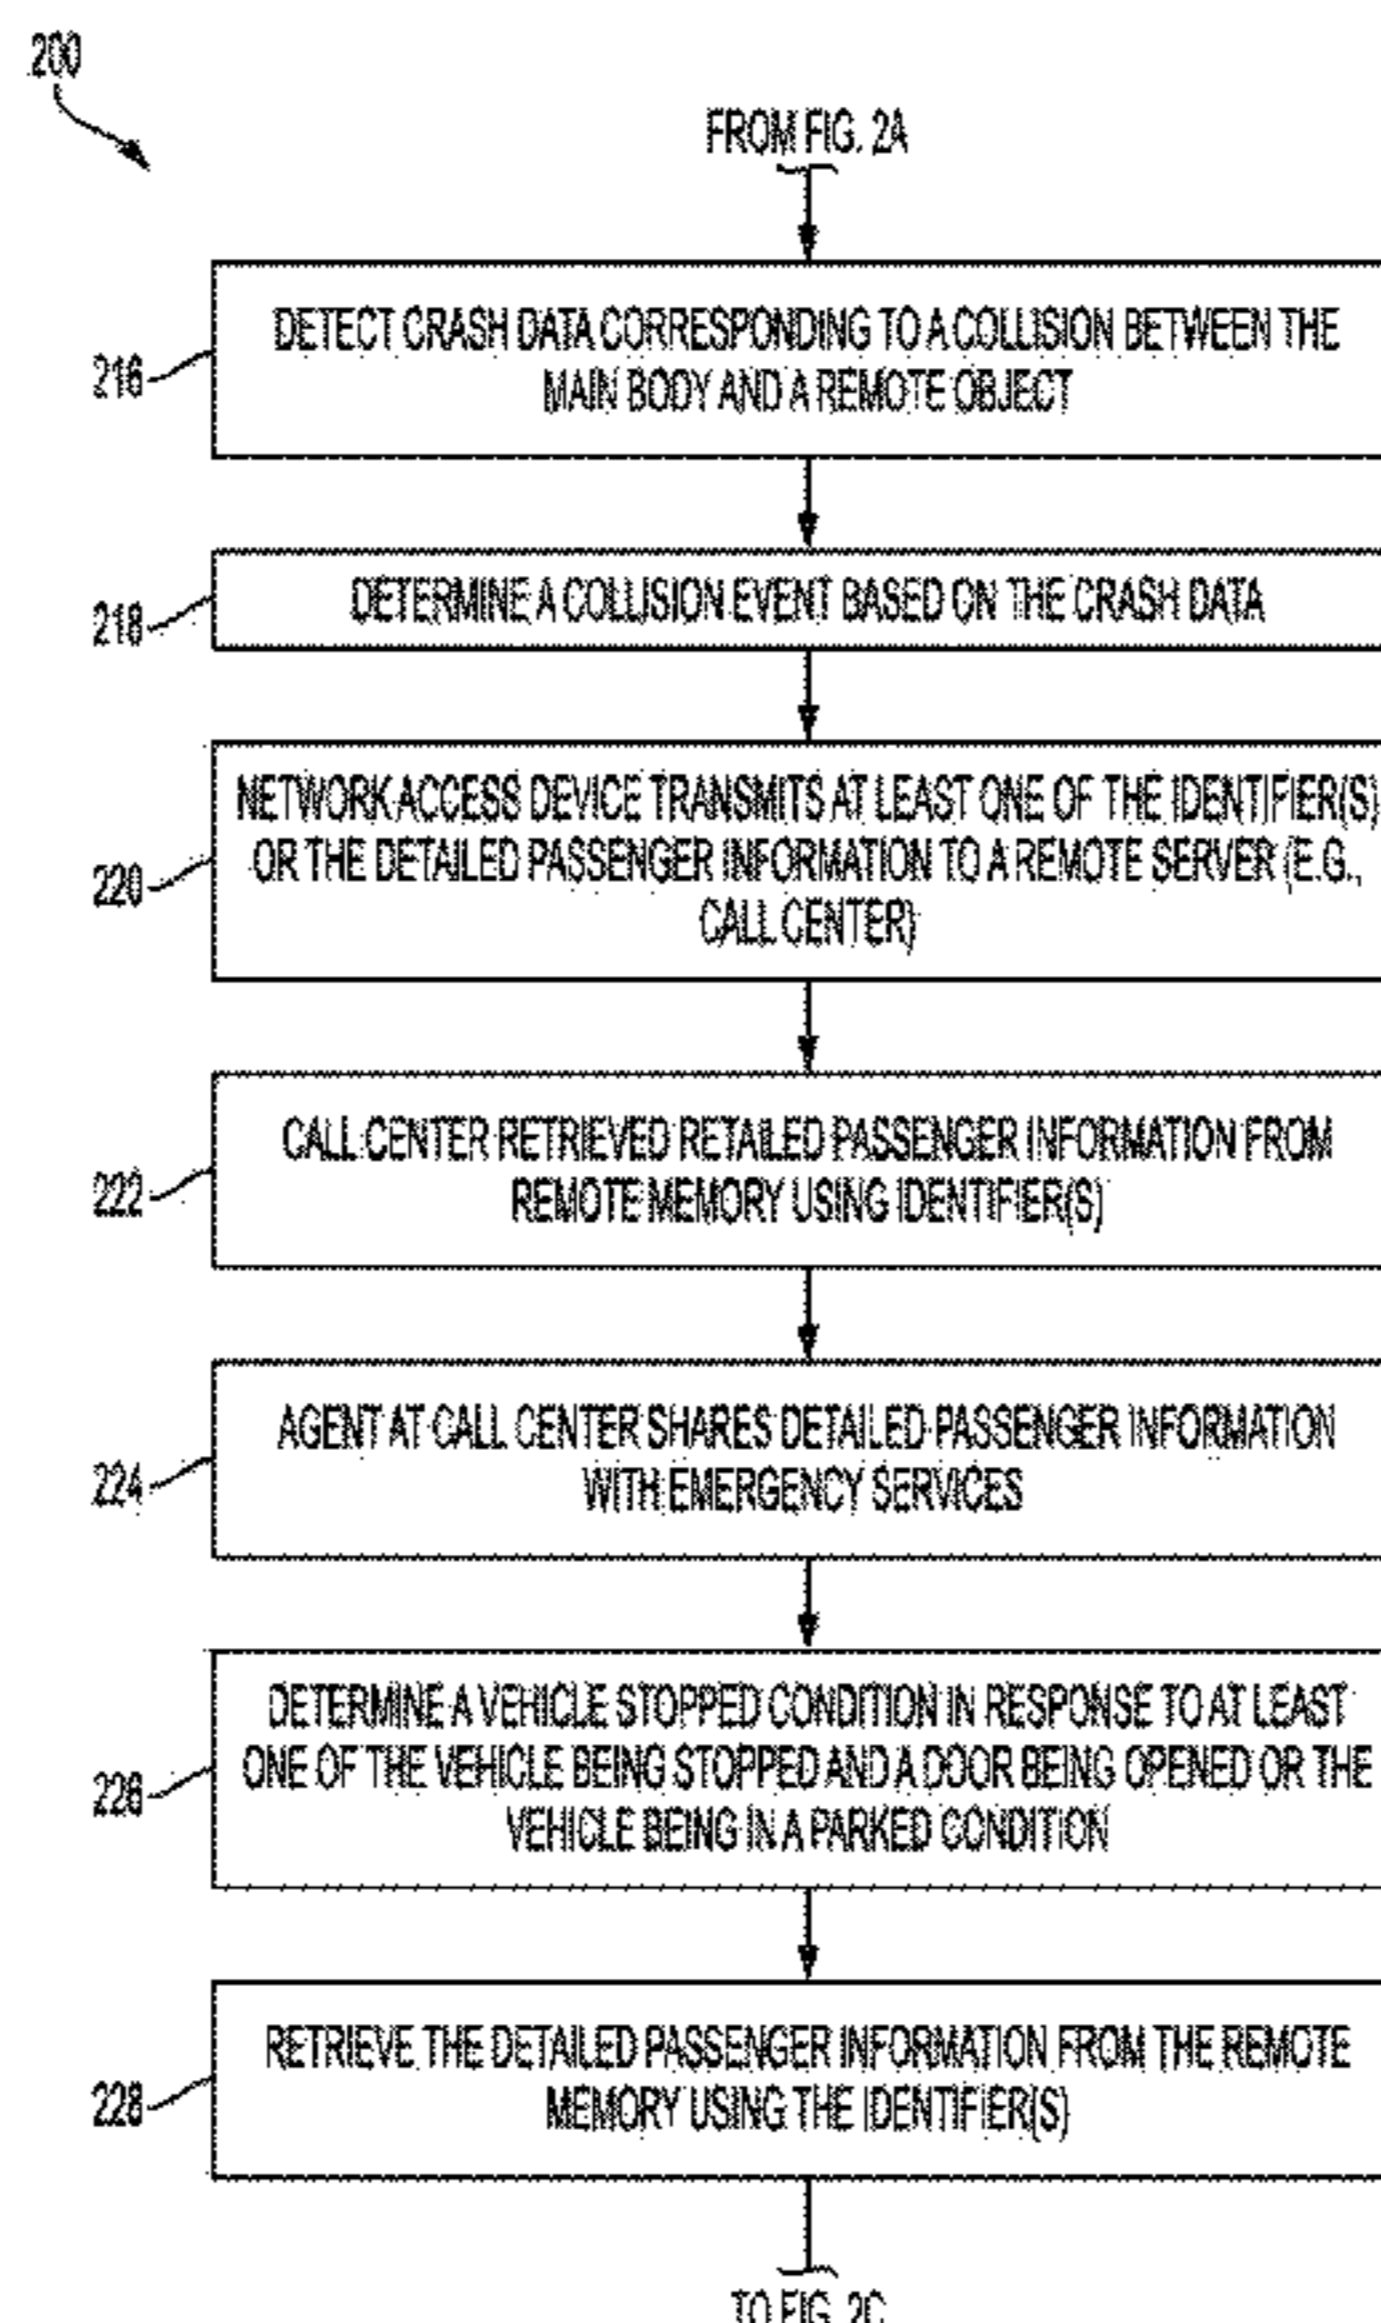 200
FROM FIG. 2A
216
DETECT CRASH DATA CORRESPONDING TO A COLLISION BETWEEN THE
MAIN BODY AND A REMOTE OBJECT
218
DETERMINE A COLLISION EVENT BASED ON THE CRASH DATA
220
NETWORK ACCESS DEVICE TRANSMITS AT LEAST ONE OF THE IDENTIFIER(S)
OR THE DETAILED PASSENGER INFORMATION TO A REMOTE SERVER (E.G.,
CALL CENTER)
222
CALL CENTER RETRIEVED RETAILED PASSENGER INFORMATION FROM
REMOTE MEMORY USING IDENTIFIER(S)
224
AGENT AT CALL CENTER SHARES DETAILED PASSENGER INFORMATION
WITH EMERGENCY SERVICES
226
DETERMINE A VEHICLE STOPPED CONDITION IN RESPONSE TO AT LEAST
ONE OF THE VEHICLE BEING STOPPED AND A DOOR BEING OPENED OR THE
VEHICLE BEING IN A PARKED CONDITION
228
RETRIEVE THE DETAILED PASSENGER INFORMATION FROM THE REMOTE
MEMORY USING THE IDENTIFIER(S)
TO FIG. 2C